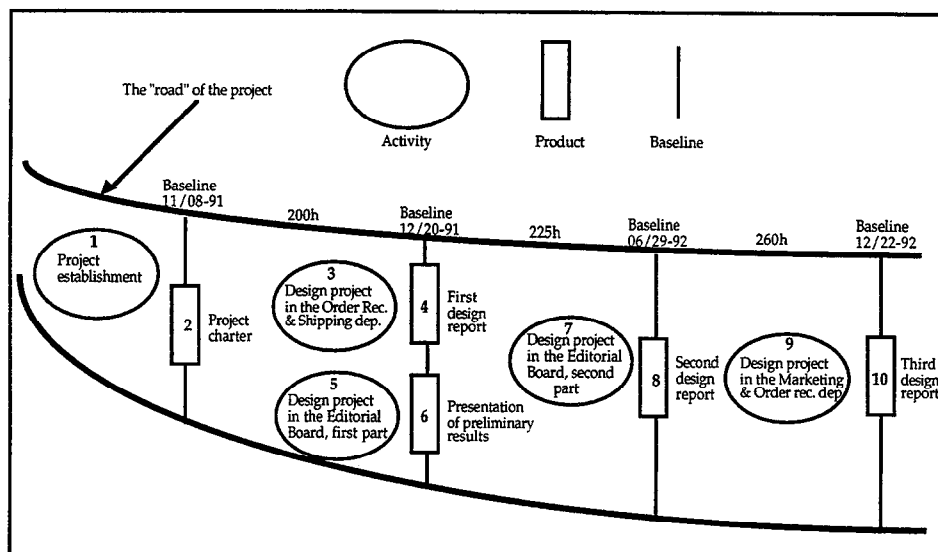 The "road" of the project
Activity
Product
Baseline
Baseline
11/08-91
200h
Baseline
12/20-91
225h
Baseline
06/29-92
260h
Baseline
12/22-92
1
Project
establishment
2
Project
charter
3
Design project
in the Order Rec.
& Shipping dep.
4
First
design
report
5
Design project
in the Editorial
Board, first part
6
Presentation
of preliminary
results
7
Design project
in the Editorial
Board, second
part
8
Second
design
report
9
Design project
in the Marketing
& Order rec. dep
10
Third
design
report